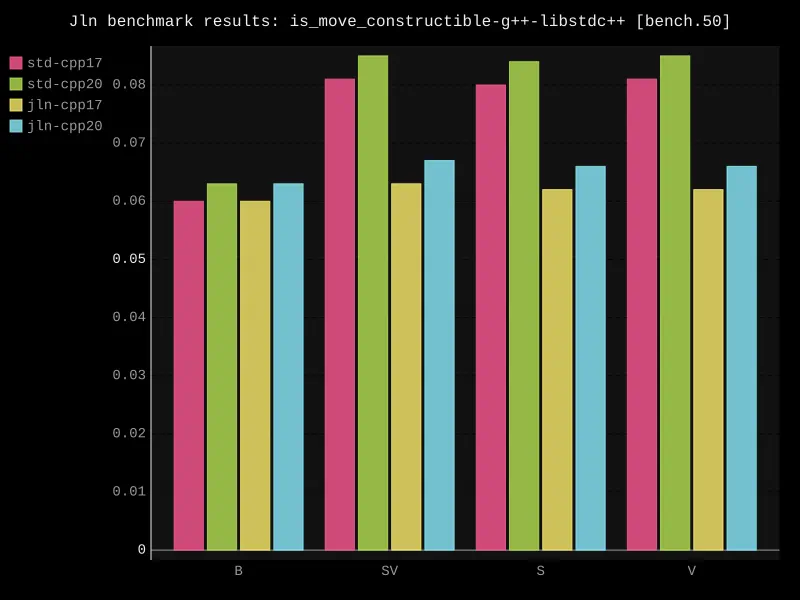 Jln benchmark results: is_move_constructible-g++-libstdc++ [bench.50]
std-cpp17
std-cpp20
jln-cpp17
jln-cpp20
0.08
0.07
0.06
0.05
0.04
0.03
0.02
0.01
0
B SV S V